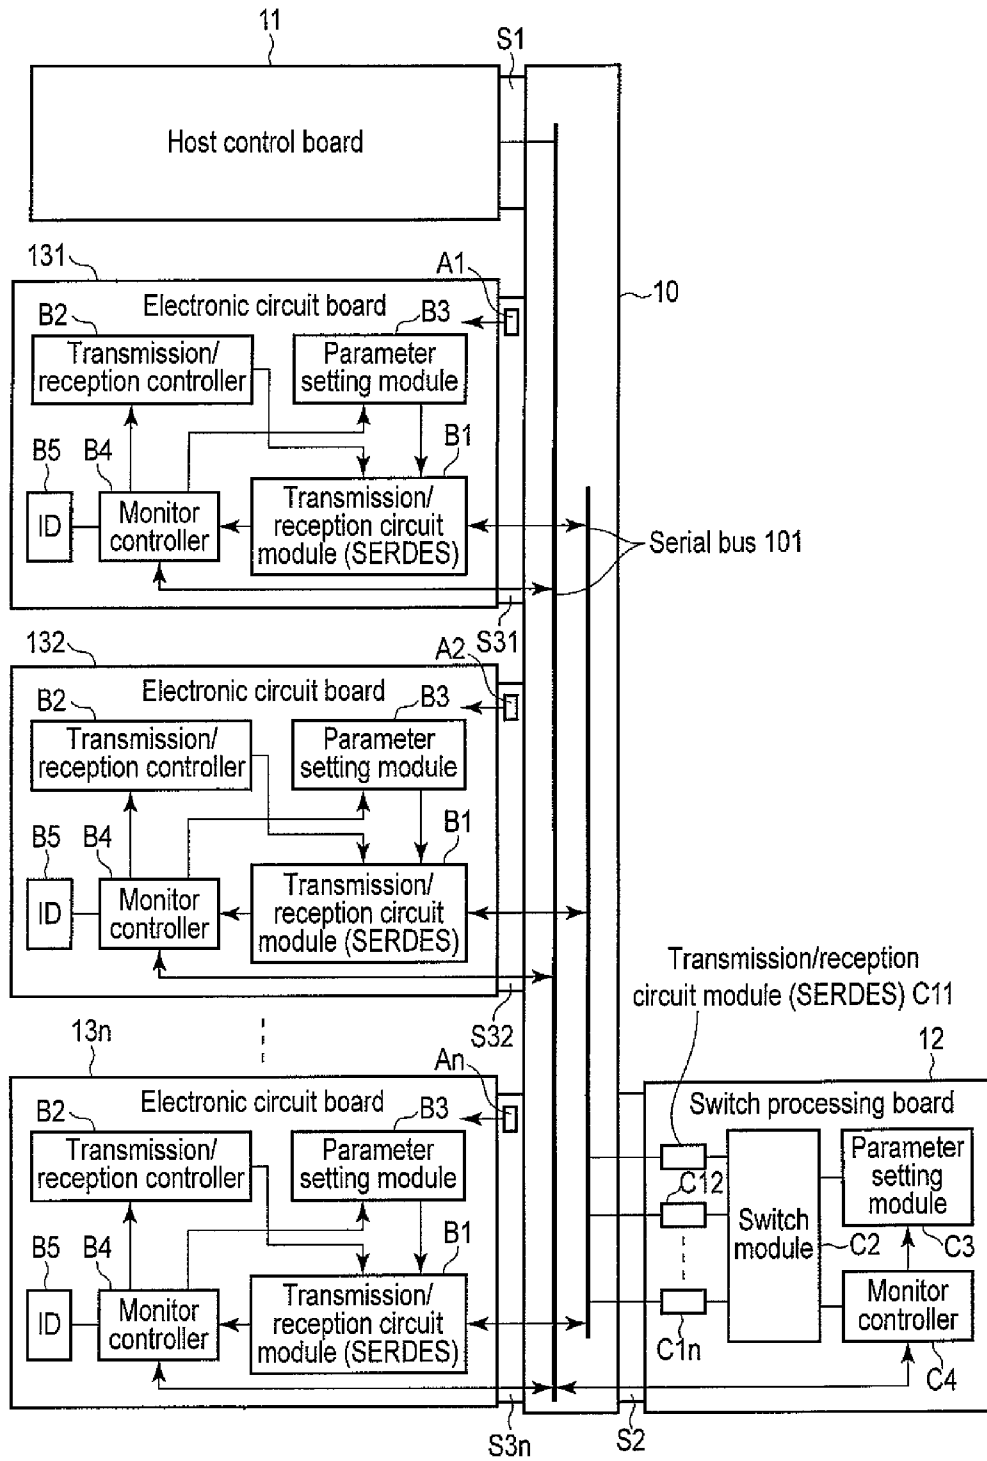 11
S1
Host control board
10
131
A1
Electronic circuit board
B2
B3
Transmission/
reception controller
Parameter
setting module
B5
B4
B1
ID
Monitor
controller
Transmission/
reception circuit
module (SERDES)
Serial bus 101
S31
132
A2
Electronic circuit board
B2
B3
Transmission/
reception controller
Parameter
setting module
B5
B4
B1
ID
Monitor
controller
Transmission/
reception circuit
module (SERDES)
S32
Transmission/reception
circuit module (SERDES) C11
13n
An
Electronic circuit board
B2
B3
Transmission/
reception controller
Parameter
setting module
B5
B4
B1
ID
Monitor
controller
Transmission/
reception circuit
module (SERDES)
S3n
12
Switch processing board
C12
C1n
Switch
module
C2
Parameter
setting
module
C3
Monitor
controller
C4
S2